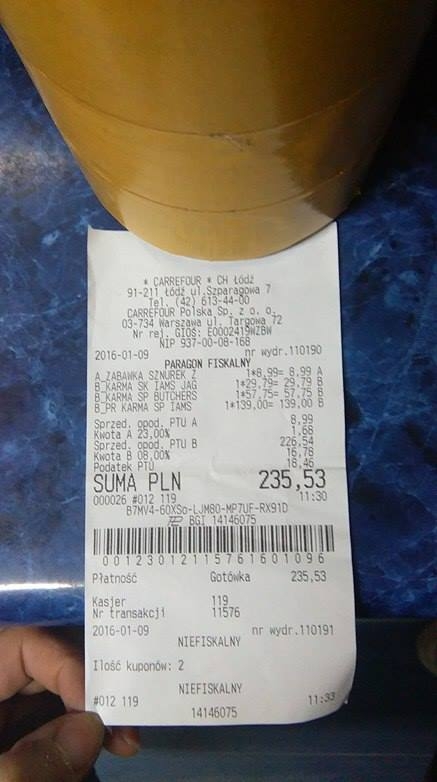 * CARREFOUR * CH Łódź
91-211 Łódź ul.Szparagowa 7
Tel. (42) 613-44-00
CARREFOUR Polska Sp. z o. o.
03-734 Warszawa ul. Targowa 72
Nr rej. GIOŚ: E0002419WZBW
NIP 937-00-08-168
2016-01-09 nr wydr.110190
PARAGON FISKALNY
A_ZABAWKA SZNUREK Z 1*8,99= 8,99 A
B_KARMA SK IAMS JAG 1*29,79= 29,79 B
B_KARMA SP BUTCHERS 1*57,75= 57,75 B
B_PR KARMA SP IAMS 1*139,00= 139,00 B
Sprzed. opod. PTU A 8,99
Kwota A 23,00% 1,68
Sprzed. opod. PTU B 226,54
Kwota B 08,00% 16,78
Podatek PTU 18,46
SUMA PLN 235,53
000026 #012 119 11:30
B7MV4-6OXSo-LJM80-MP7UF-RX91D
BGI 14146075
0012301211576160109​6
Płatność Gotówka 235,53
Kasjer 119
Nr transakcji 11576
2016-01-09 nr wydr.110191
NIEFISKALNY
Ilość kuponów: 2
NIEFISKALNY
#012 119 11:33
14146075